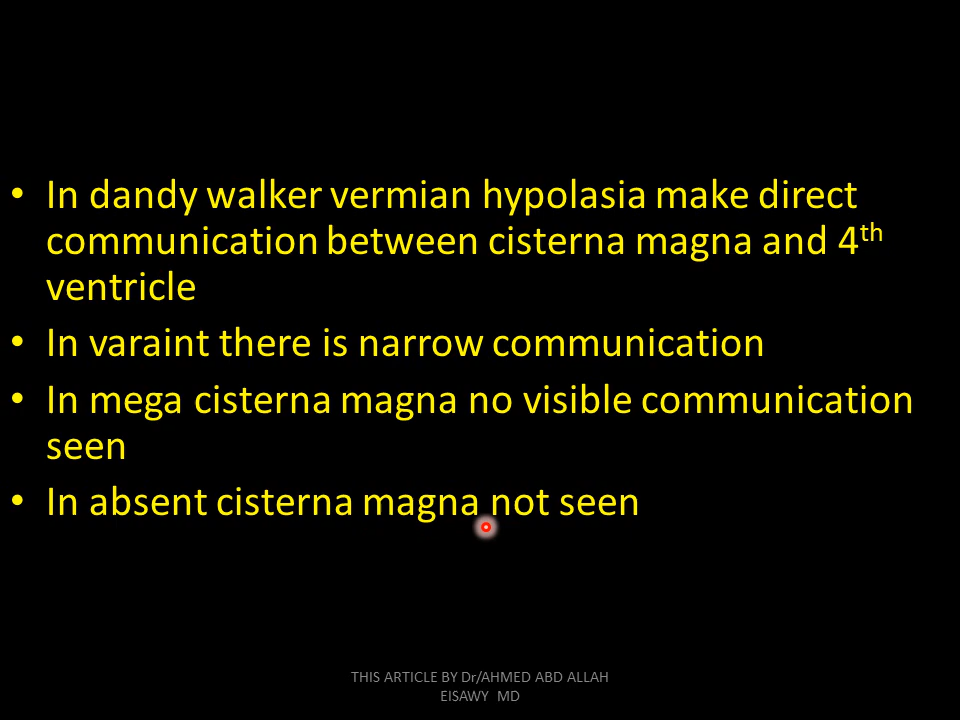 • In dandy walker vermian hypolasia make direct
communication between cisterna magna and 4th
ventricle
• In varaint there is narrow communication
• In mega cisterna magna no visible communication
seen
• In absent cisterna magna not seen
THIS ARTICLE BY Dr/AHMED ABD ALLAH
EISAWY MD